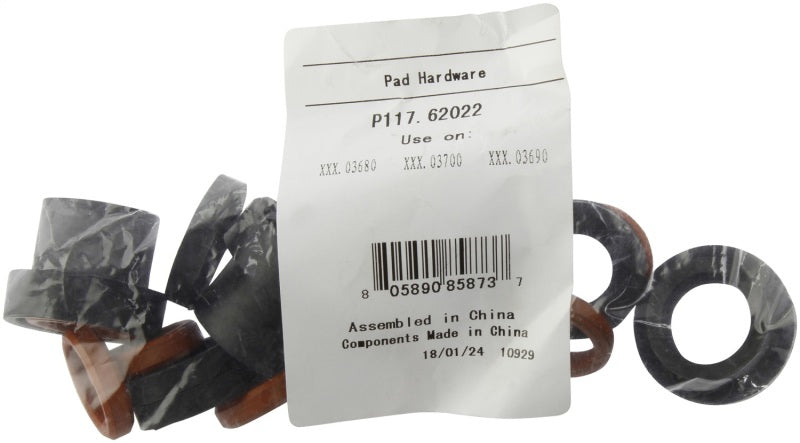 Pad Hardware
P117.62022
Use on:
XXX.03680 XXX.03700 XXX.03690
8 05890 85873 7
Assembled in China
Components Made in China
18/01/24 10929